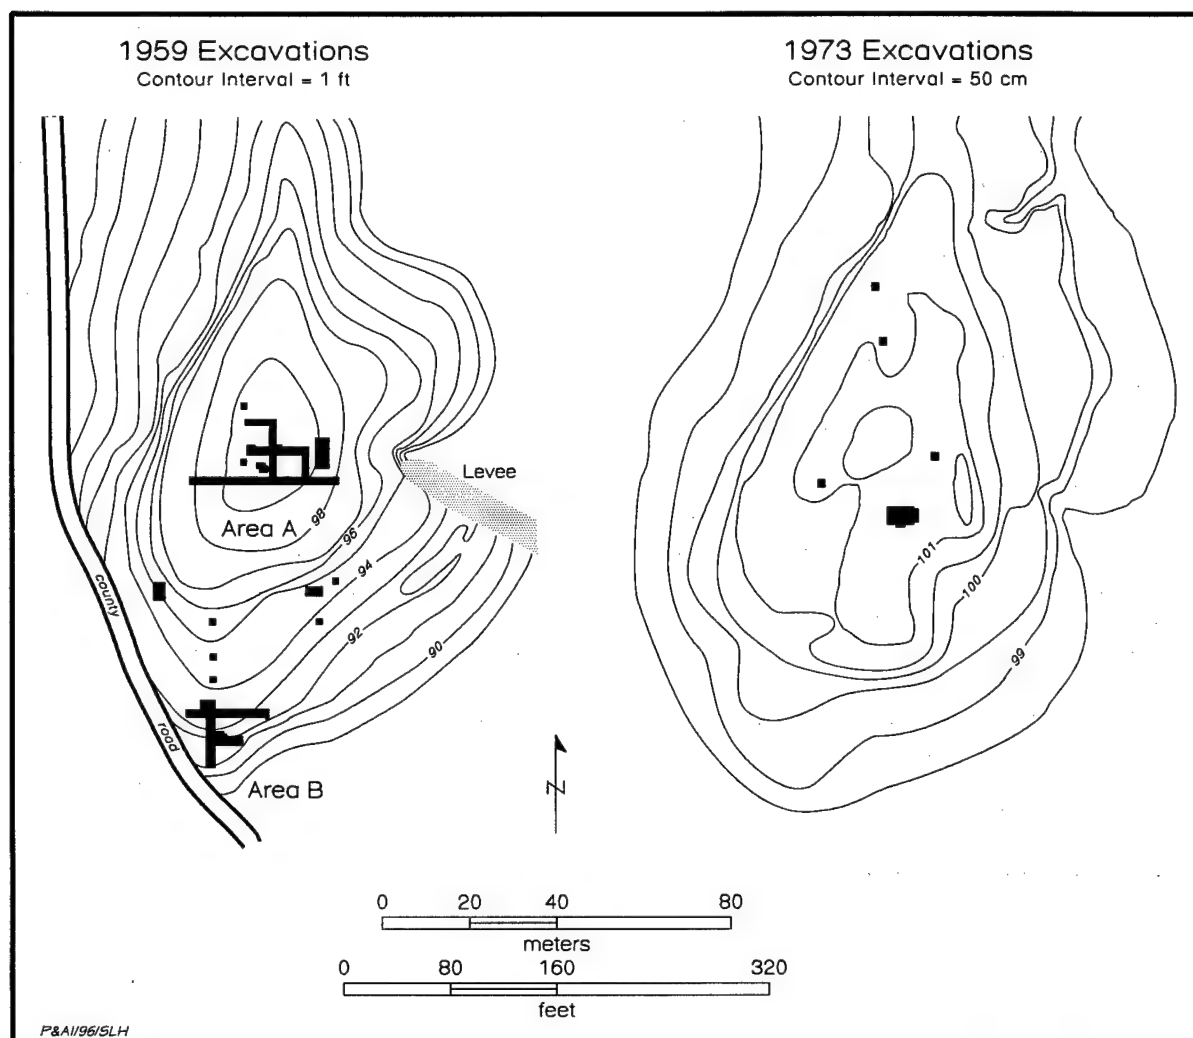 1959 Excavations
Contour Interval = 1 ft
1973 Excavations
Contour Interval = 50 cm
Levee
Area A
98
96
94
92
90
county
road
Area B
101
100
99
N
0 20 40 80
meters
0 80 160 320
feet
P&AI/96/SLH